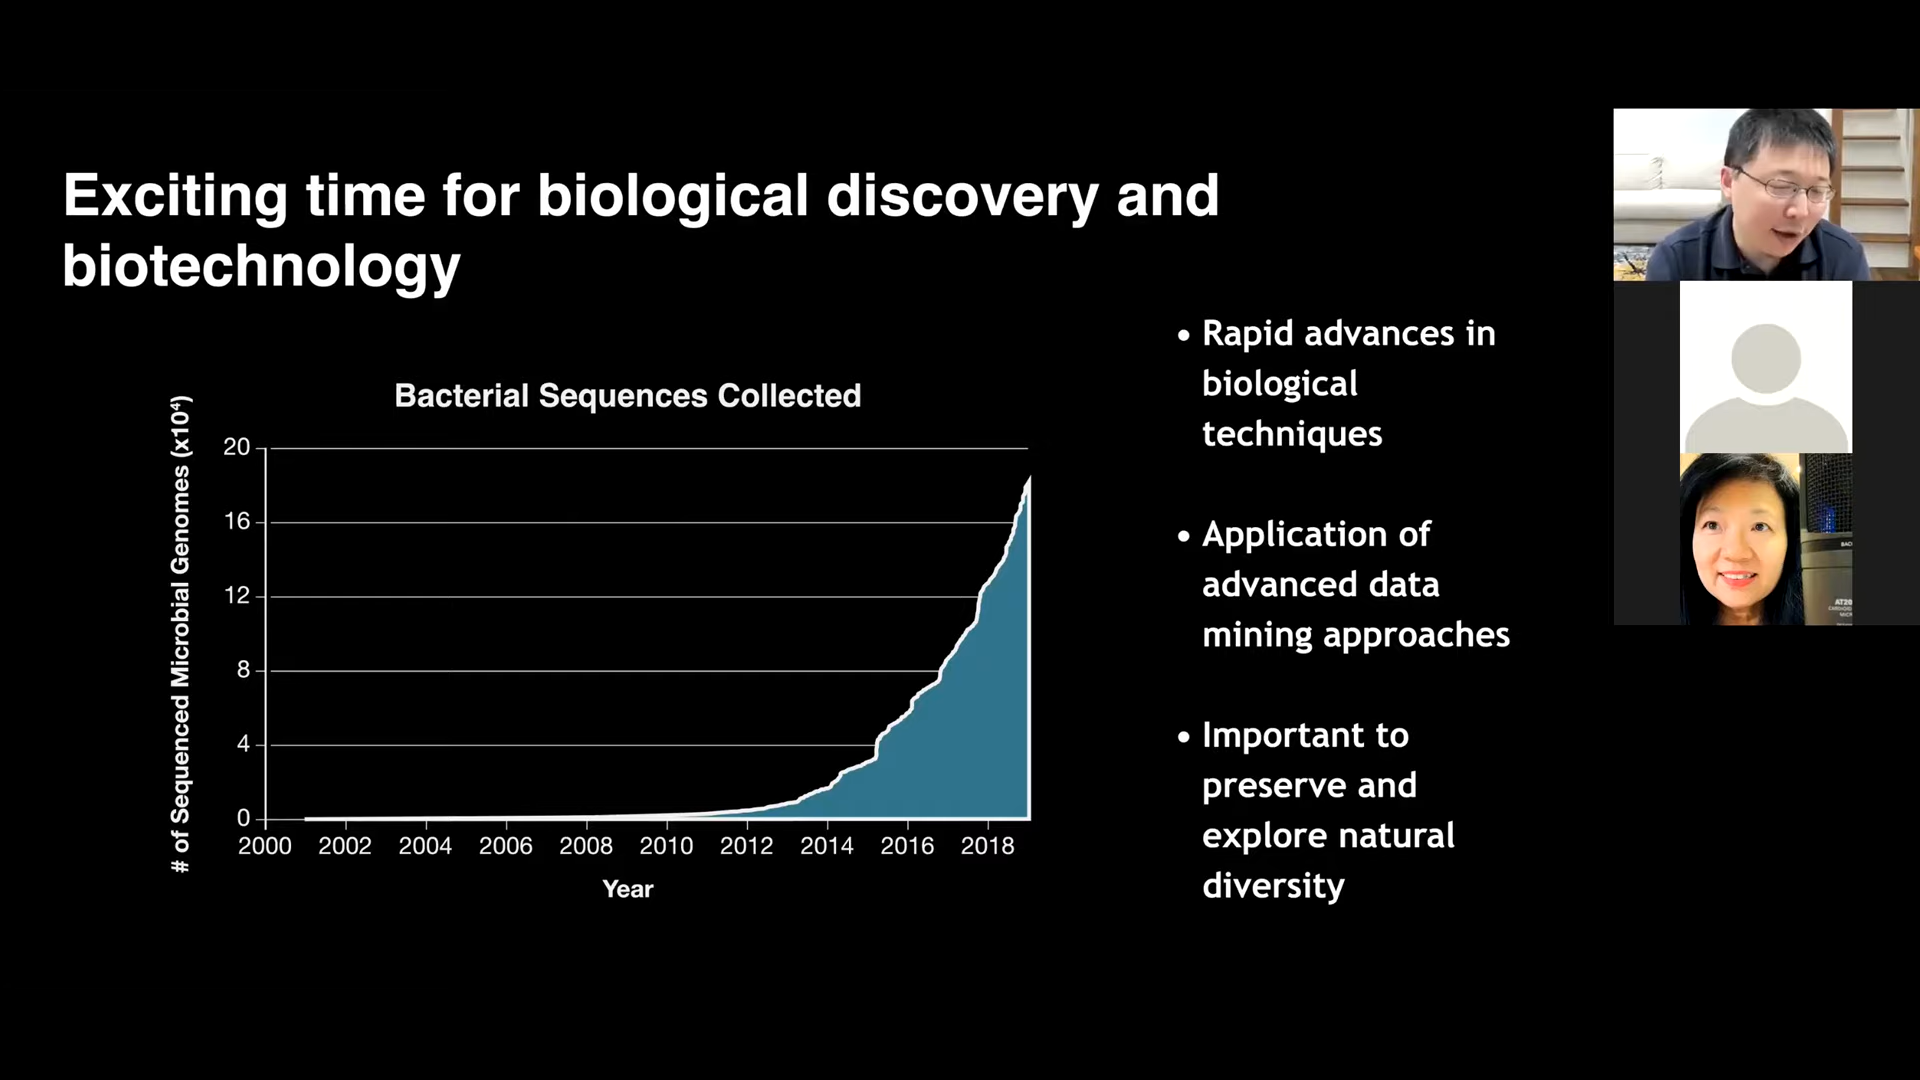 Exciting time for biological discovery and
biotechnology
Bacterial Sequences Collected
# of Sequenced Microbial Genomes (x10⁴)
20
16
12
8
4
0
2000 2002 2004 2006 2008 2010 2012 2014 2016 2018
Year
• Rapid advances in
biological
techniques
• Application of
advanced data
mining approaches
• Important to
preserve and
explore natural
diversity
AT20